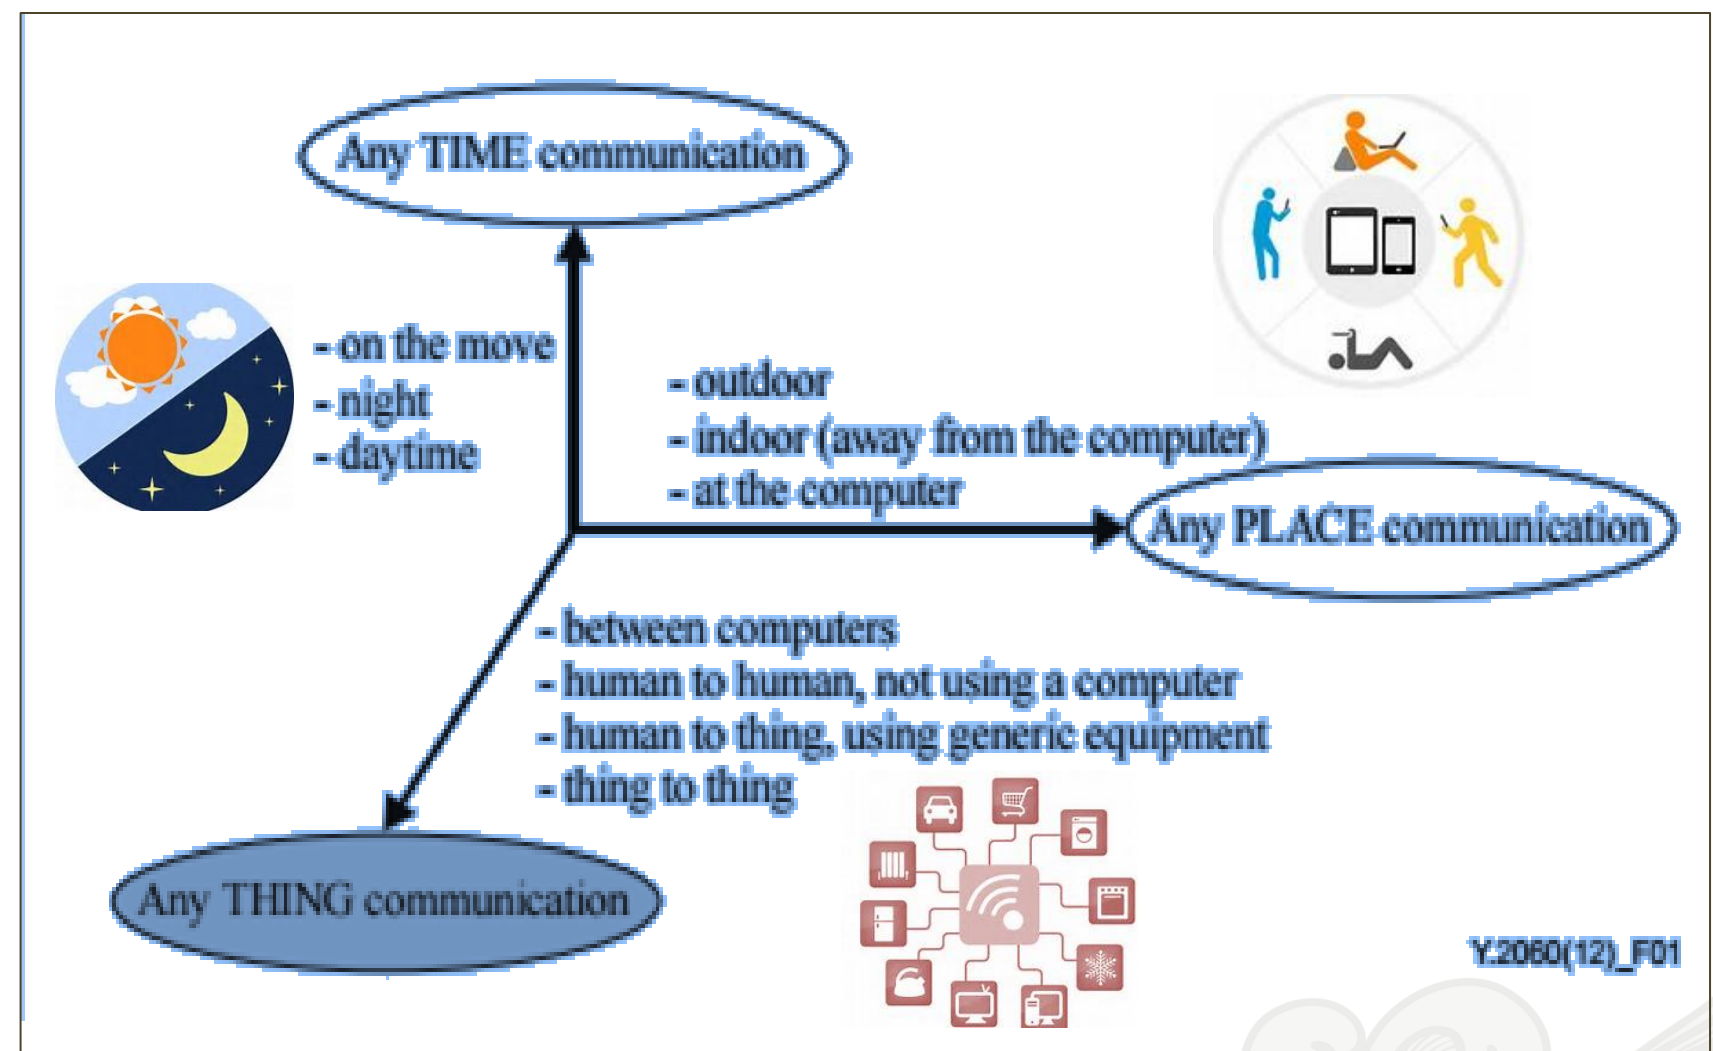 Any TIME communication
- on the move
- night
- daytime
- outdoor
- indoor (away from the computer)
- at the computer
Any PLACE communication
- between computers
- human to human, not using a computer
- human to thing, using generic equipment
- thing to thing
Any THING communication
Y.2060(12)_F01